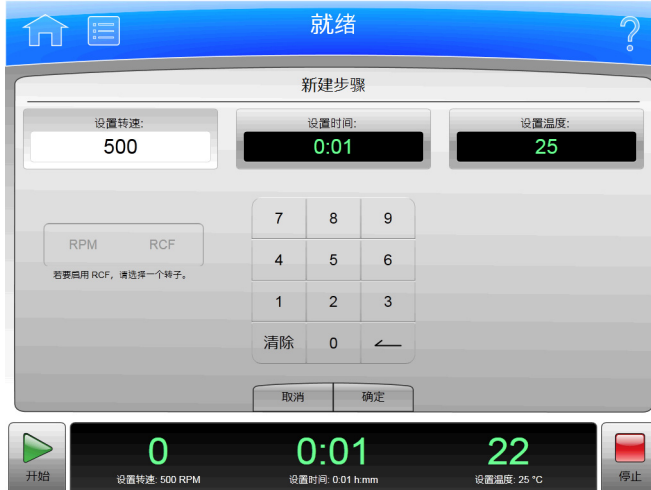 就绪
?
新建步骤
设置转速: 设置时间: 设置温度:
500 0:01 25
7 8 9
RPM RCF
若要启用 RCF，请选择一个转子。
4 5 6
1 2 3
清除 0
取消 确定
0 0:01 22
开始 设置转速: 500 RPM 设置时间: 0:01 h:mm 设置温度: 25 °C 停止